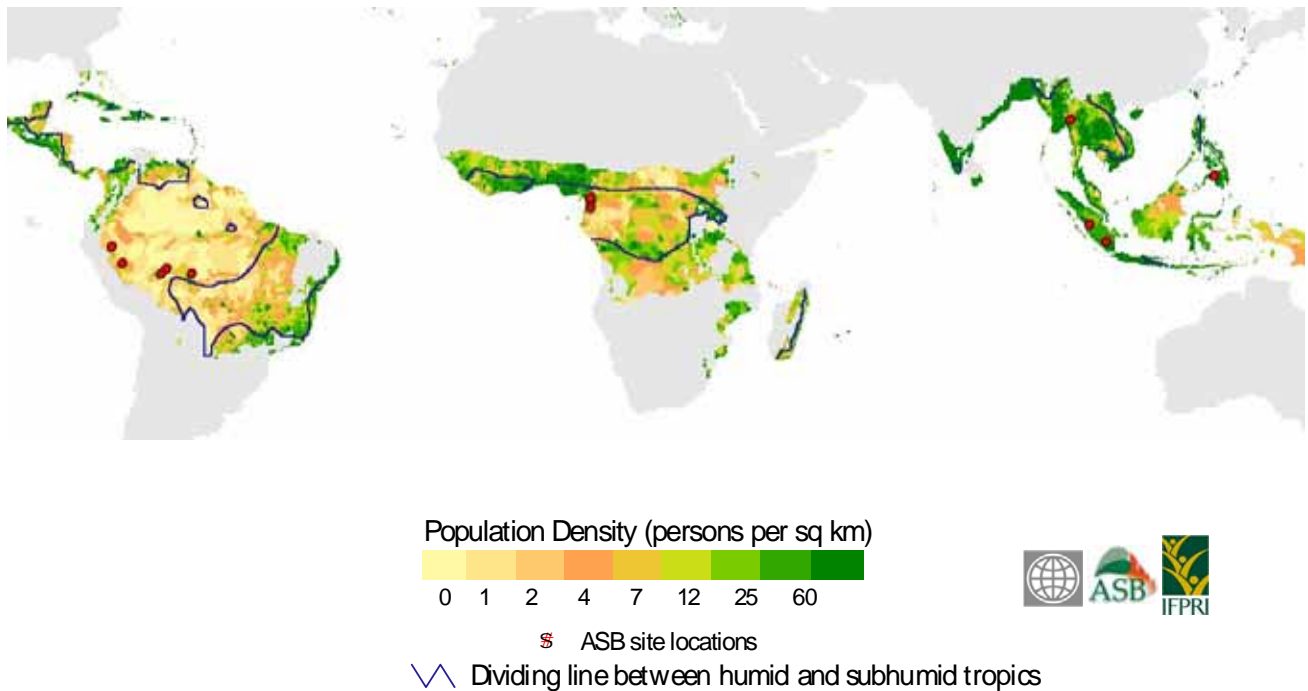 Population Density (persons per sq km)
0 1 2 4 7 12 25 60
ASB site locations
Dividing line between humid and subhumid tropics
ASB
IFPRI